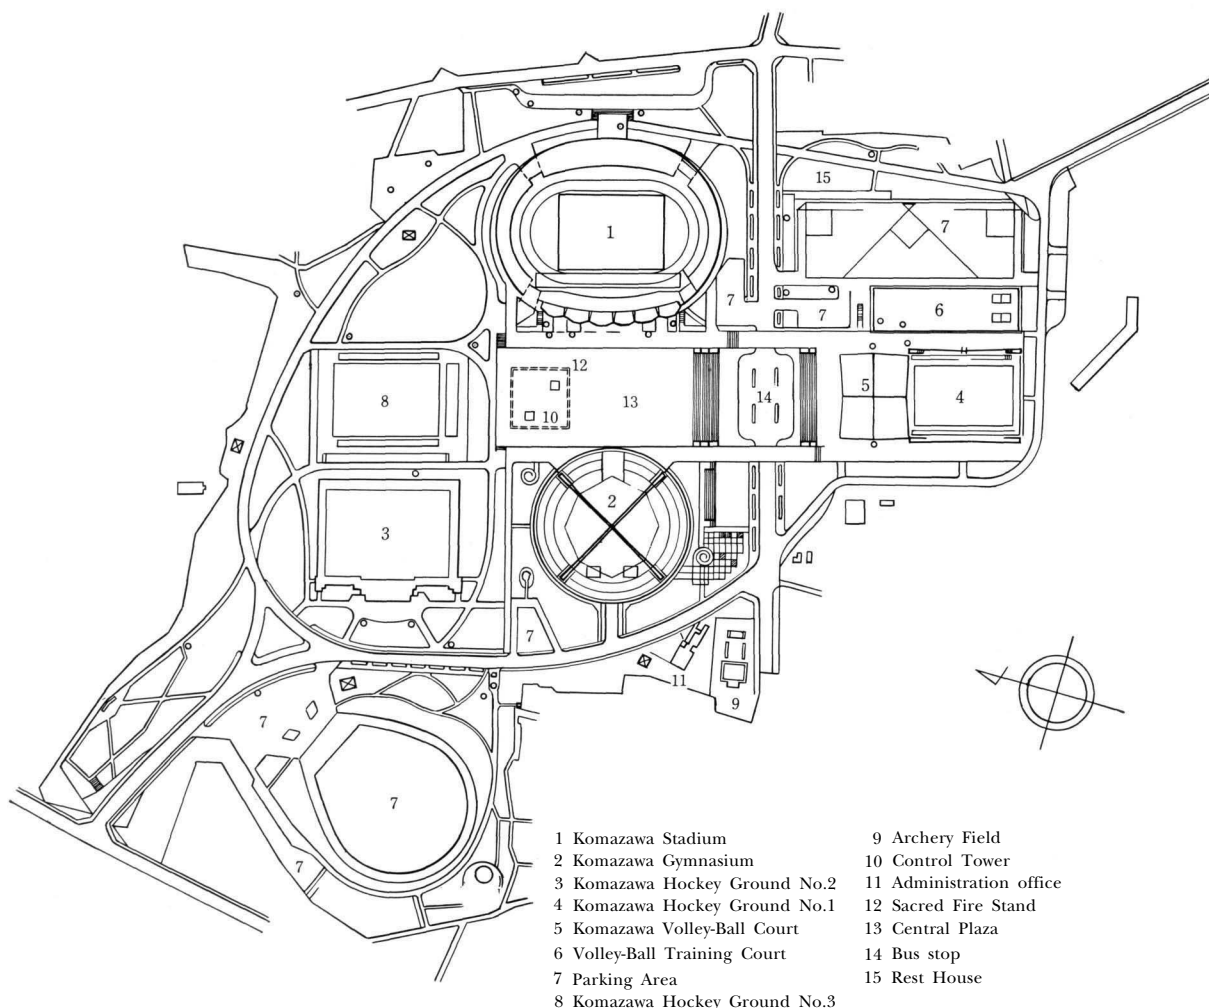 15
1
7
7
6
7
12
5
8
10
13
14
4
2
3
7
11
9
7
7
7
1 Komazawa Stadium
2 Komazawa Gymnasium
3 Komazawa Hockey Ground No.2
4 Komazawa Hockey Ground No.1
5 Komazawa Volley-Ball Court
6 Volley-Ball Training Court
7 Parking Area
8 Komazawa Hockey Ground No.3
9 Archery Field
10 Control Tower
11 Administration office
12 Sacred Fire Stand
13 Central Plaza
14 Bus stop
15 Rest House